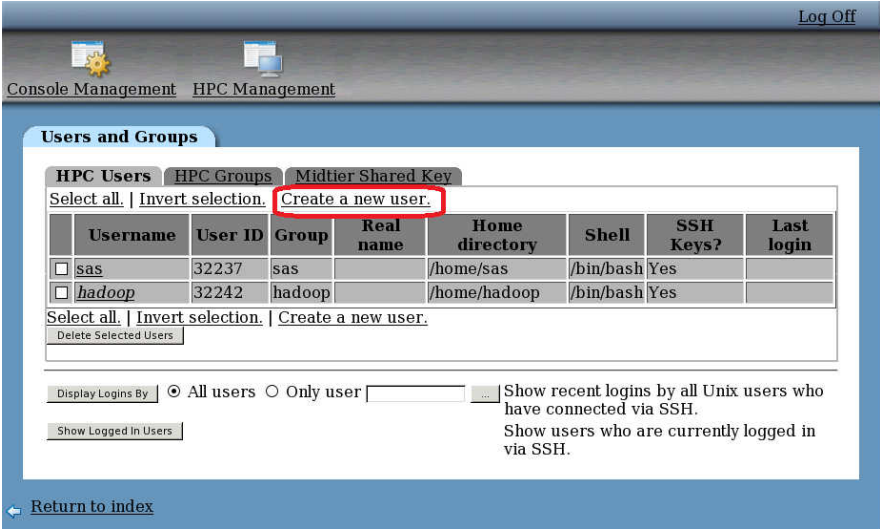 Log Off
Console Management HPC Management
Users and Groups
HPC Users HPC Groups Midtier Shared Key
Select all. | Invert selection. Create a new user.
Username User ID Group Real name Home directory Shell SSH Keys? Last login
sas 32237 sas /home/sas /bin/bash Yes
hadoop 32242 hadoop /home/hadoop /bin/bash Yes
Select all. | Invert selection. | Create a new user.
Delete Selected Users
Display Logins By All users Only user ... Show recent logins by all Unix users who
have connected via SSH.
Show Logged In Users Show users who are currently logged in
via SSH.
Return to index